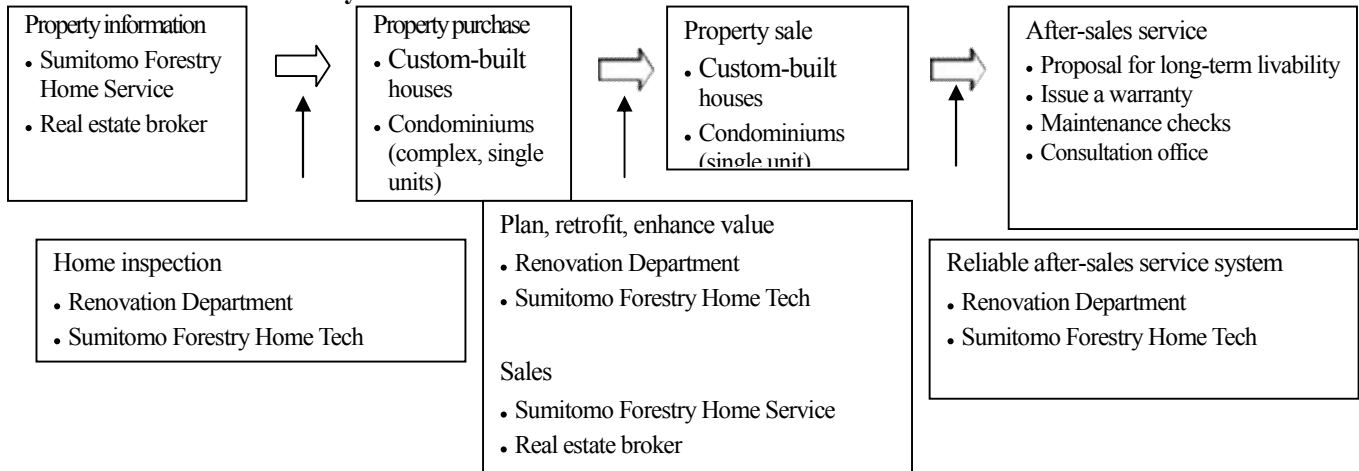 Property information
• Sumitomo Forestry
Home Service
• Real estate broker
Property purchase
• Custom-built
houses
• Condominiums
(complex, single
units)
Property sale
• Custom-built
houses
• Condominiums
(single unit)
After-sales service
• Proposal for long-term livability
• Issue a warranty
• Maintenance checks
• Consultation office
Home inspection
• Renovation Department
• Sumitomo Forestry Home Tech
Plan, retrofit, enhance value
• Renovation Department
• Sumitomo Forestry Home Tech
Sales
• Sumitomo Forestry Home Service
• Real estate broker
Reliable after-sales service system
• Renovation Department
• Sumitomo Forestry Home Tech